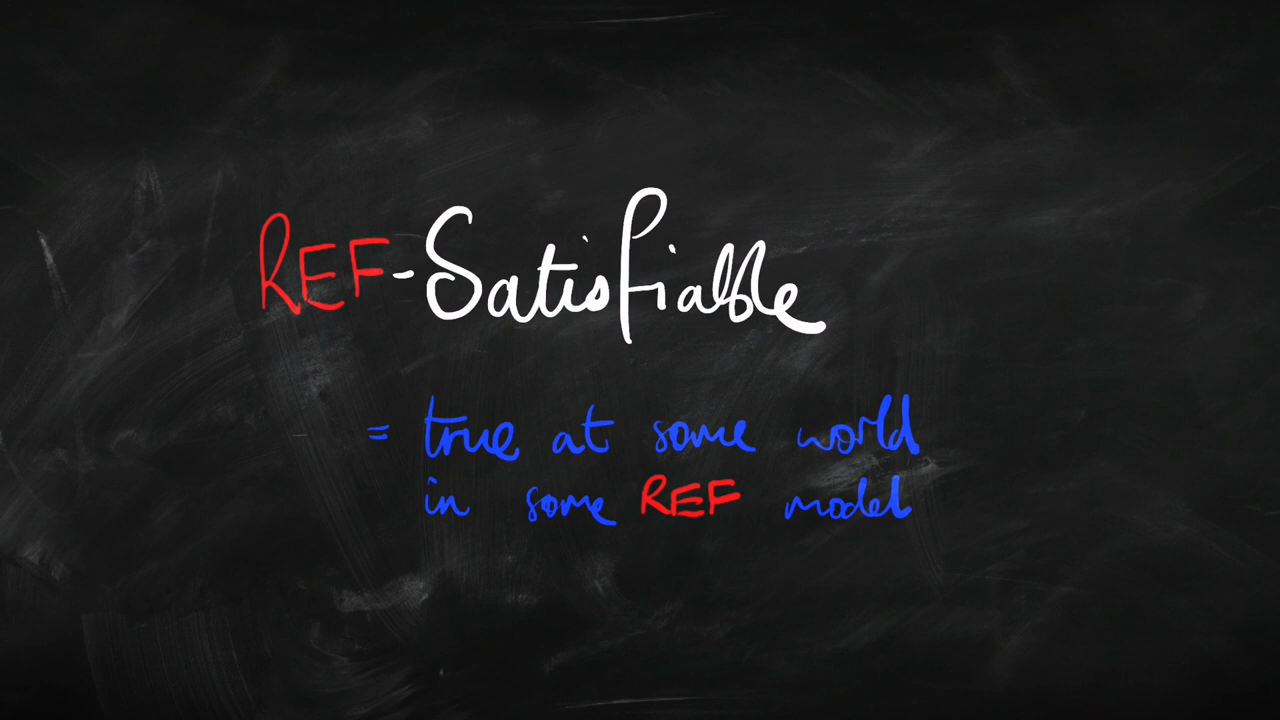 REF-Satisfiable
= true at some world
in some REF model